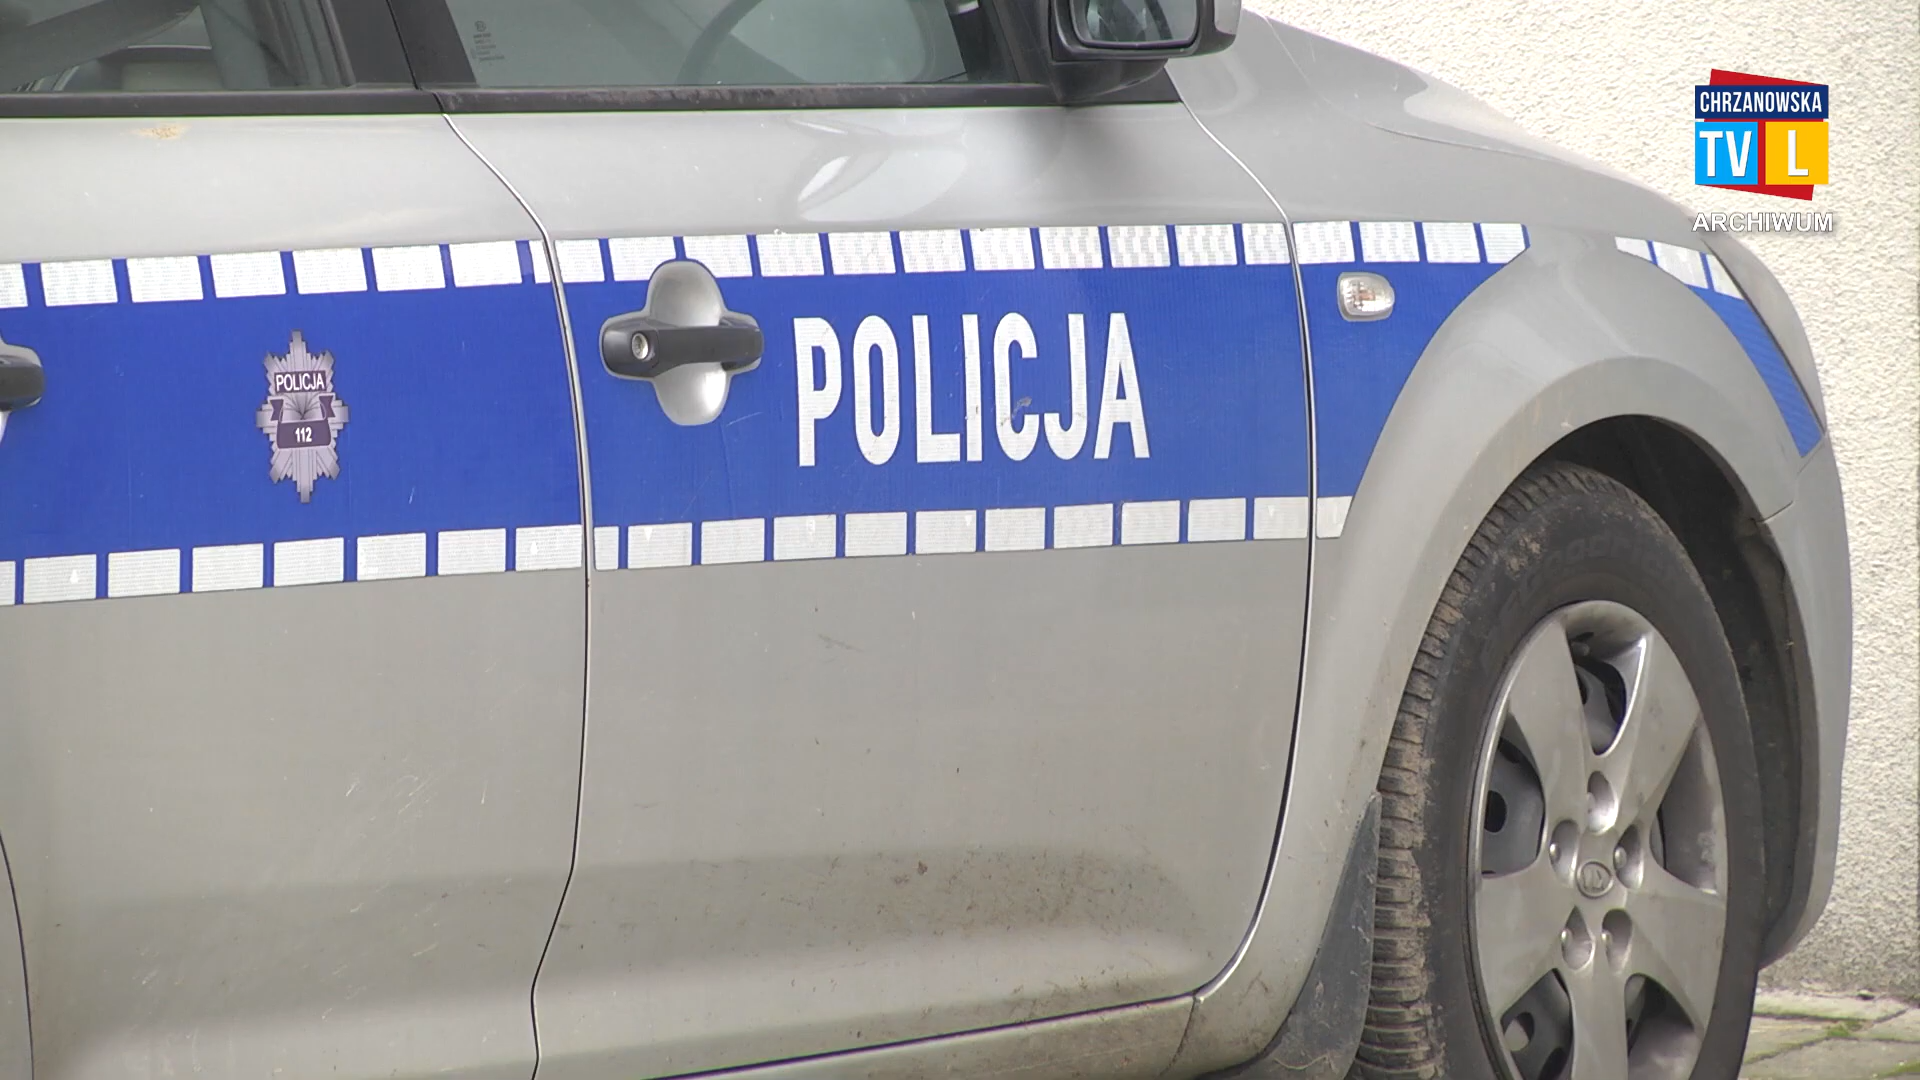 CHRZANOWSKA
TV L
ARCHIWUM
POLICJA
112
POLICJA